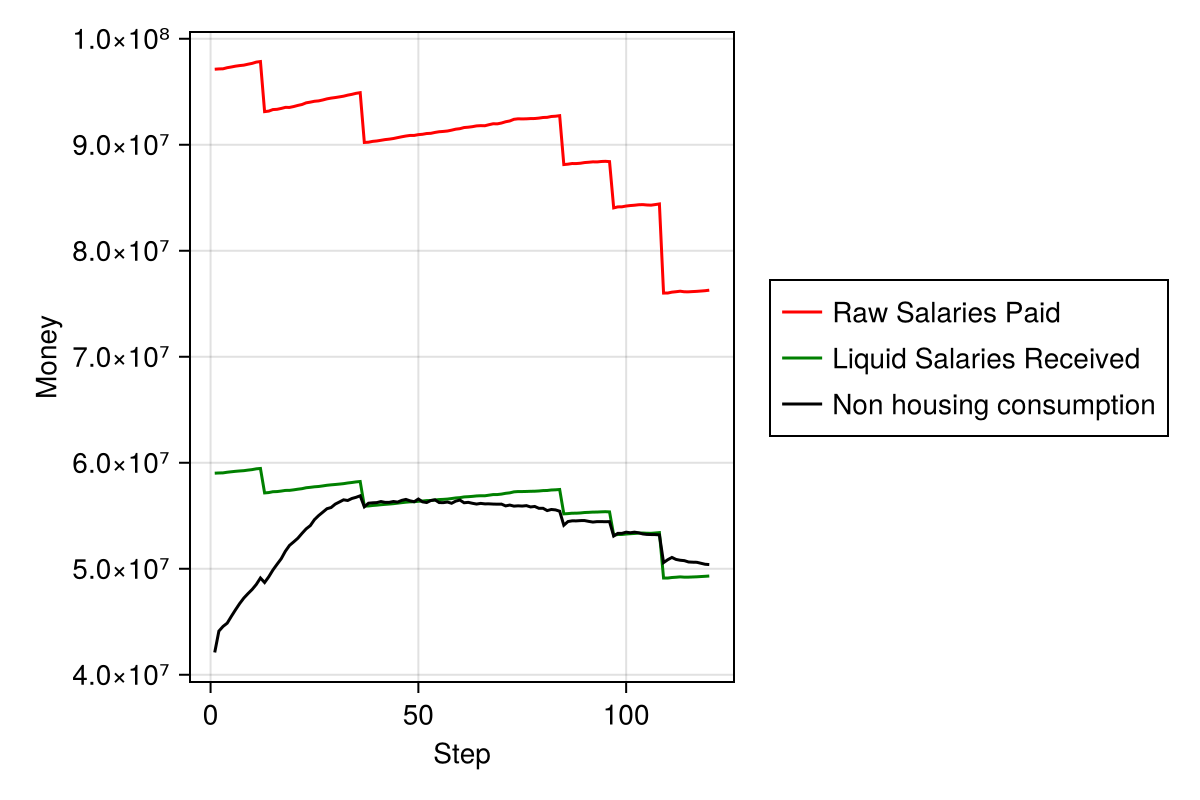 1.0×10⁸
9.0×10⁷
8.0×10⁷
7.0×10⁷
6.0×10⁷
5.0×10⁷
4.0×10⁷
Money
0 50 100
Step
Raw Salaries Paid
Liquid Salaries Received
Non housing consumption